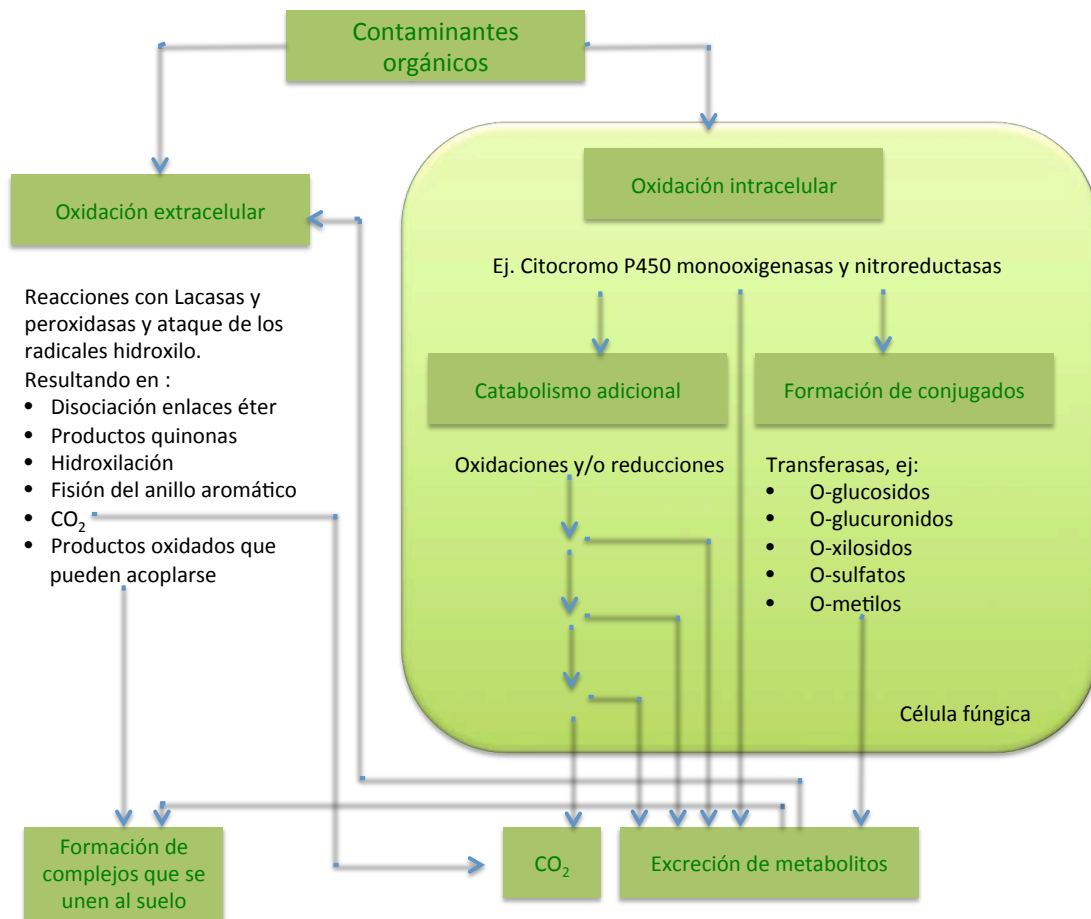 Contaminantes
orgánicos
Oxidación extracelular
Reacciones con Lacasas y
peroxidasas y ataque de los
radicales hidroxilo.
Resultando en :
• Disociación enlaces éter
• Productos quinonas
• Hidroxilación
• Fisión del anillo aromático
• CO₂
• Productos oxidados que
pueden acoplarse
Oxidación intracelular
Ej. Citocromo P450 monooxigenasas y nitroreductasas
Catabolismo adicional
Oxidaciones y/o reducciones
Formación de conjugados
Transferasas, ej:
• O-glucosidos
• O-glucuronidos
• O-xilosidos
• O-sulfatos
• O-metilos
Célula fúngica
Formación de
complejos que se
unen al suelo
CO₂
Excreción de metabolitos